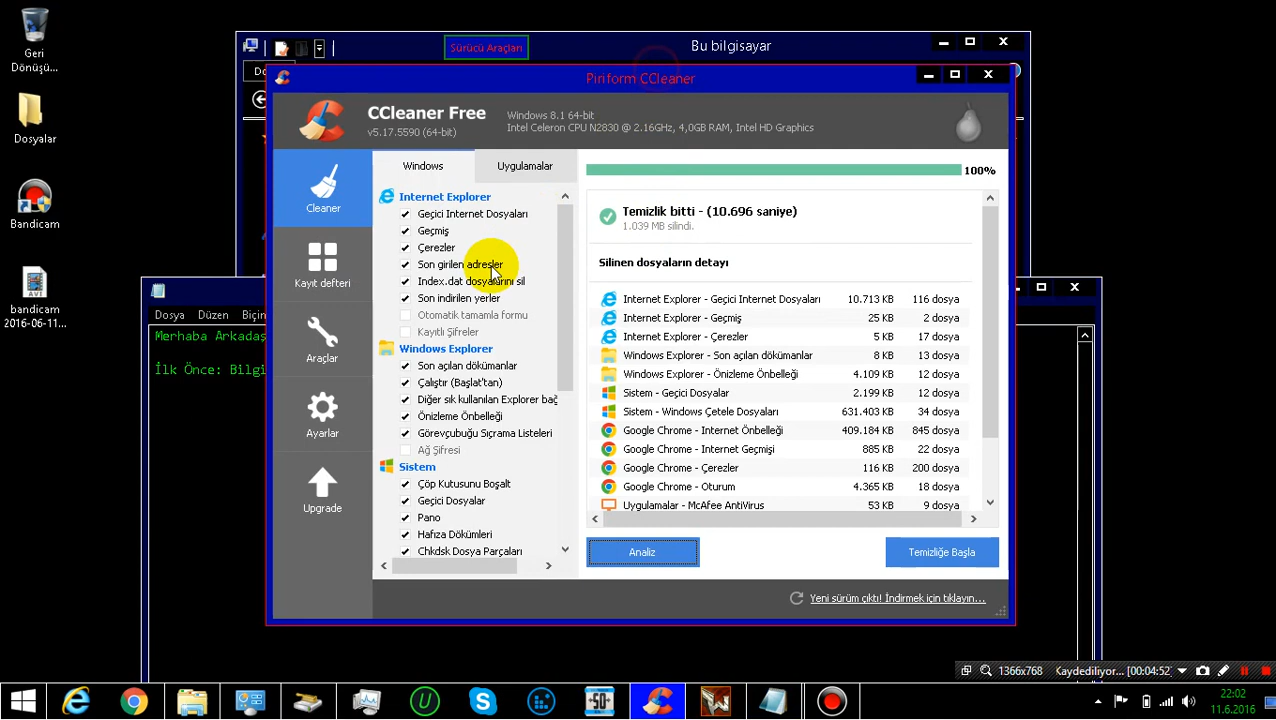 Geri
Dönüşü...
Dosyalar
Bandicam
AVI
bandicam
2016-06-11...
Sürücü Araçları
Bu bilgisayar
Piriform CCleaner
CCleaner Free
v5.17.5590 (64-bit)
Windows 8.1 64-bit
Intel Celeron CPU N2830 @ 2.16GHz, 4,0GB RAM, Intel HD Graphics
Cleaner
Kayıt defteri
Araçlar
Ayarlar
Upgrade
Windows
Uygulamalar
Internet Explorer
Geçici Internet Dosyaları
Geçmiş
Çerezler
Son girilen adresler
Index.dat dosyalarını sil
Son indirilen yerler
Otomatik tamamla formu
Kayıtlı Şifreler
Windows Explorer
Son açılan dökümanlar
Çalıştır (Başlat'tan)
Diğer sık kullanılan Explorer bağ
Önizleme Önbelleği
Görevçubuğu Sıçrama Listeleri
Ağ Şifresi
Sistem
Çöp Kutusunu Boşalt
Geçici Dosyalar
Pano
Hafıza Dökümleri
Chkdsk Dosya Parçaları
100%
Temizlik bitti - (10.696 saniye)
1.039 MB silindi.
Silinen dosyaların detayı
Internet Explorer - Geçici Internet Dosyaları 10.713 KB 116 dosya
Internet Explorer - Geçmiş 25 KB 2 dosya
Internet Explorer - Çerezler 5 KB 17 dosya
Windows Explorer - Son açılan dökümanlar 8 KB 13 dosya
Windows Explorer - Önizleme Önbelleği 4.109 KB 12 dosya
Sistem - Geçici Dosyalar 2.199 KB 12 dosya
Sistem - Windows Çetele Dosyaları 631.403 KB 34 dosya
Google Chrome - Internet Önbelleği 409.184 KB 845 dosya
Google Chrome - Internet Geçmişi 885 KB 22 dosya
Google Chrome - Çerezler 116 KB 200 dosya
Google Chrome - Oturum 4.365 KB 18 dosya
Uygulamalar - McAfee AntiVirus 53 KB 9 dosya
Analiz
Temizliğe Başla
Yeni sürüm çıktı! İndirmek için tıklayın...
Do
Dosya Düzen Biçin
Merhaba Arkadaş
İlk Önce: Bilgi
1366x768 Kaydediliyor... [00:04:52]
+50+
22:02
11.6.2016